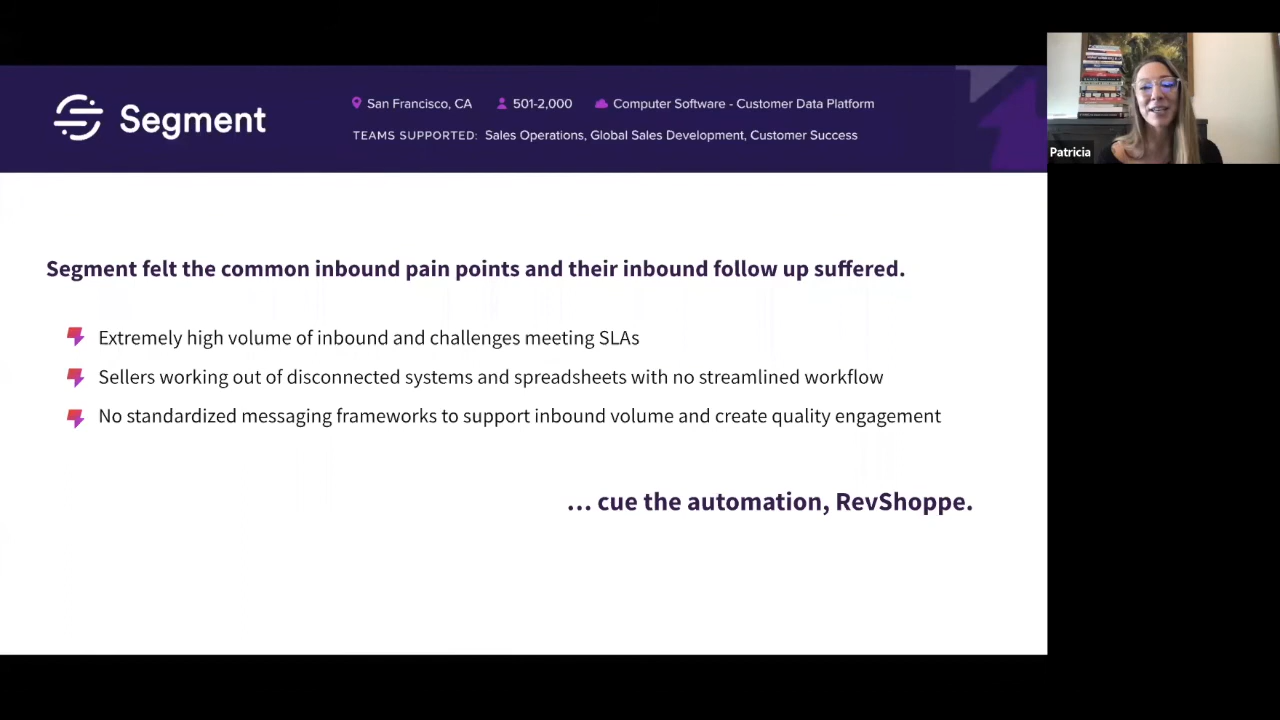 Segment
San Francisco, CA 501-2,000 Computer Software - Customer Data Platform
TEAMS SUPPORTED: Sales Operations, Global Sales Development, Customer Success
Patricia
Segment felt the common inbound pain points and their inbound follow up suffered.
Extremely high volume of inbound and challenges meeting SLAs
Sellers working out of disconnected systems and spreadsheets with no streamlined workflow
No standardized messaging frameworks to support inbound volume and create quality engagement
... cue the automation, RevShoppe.